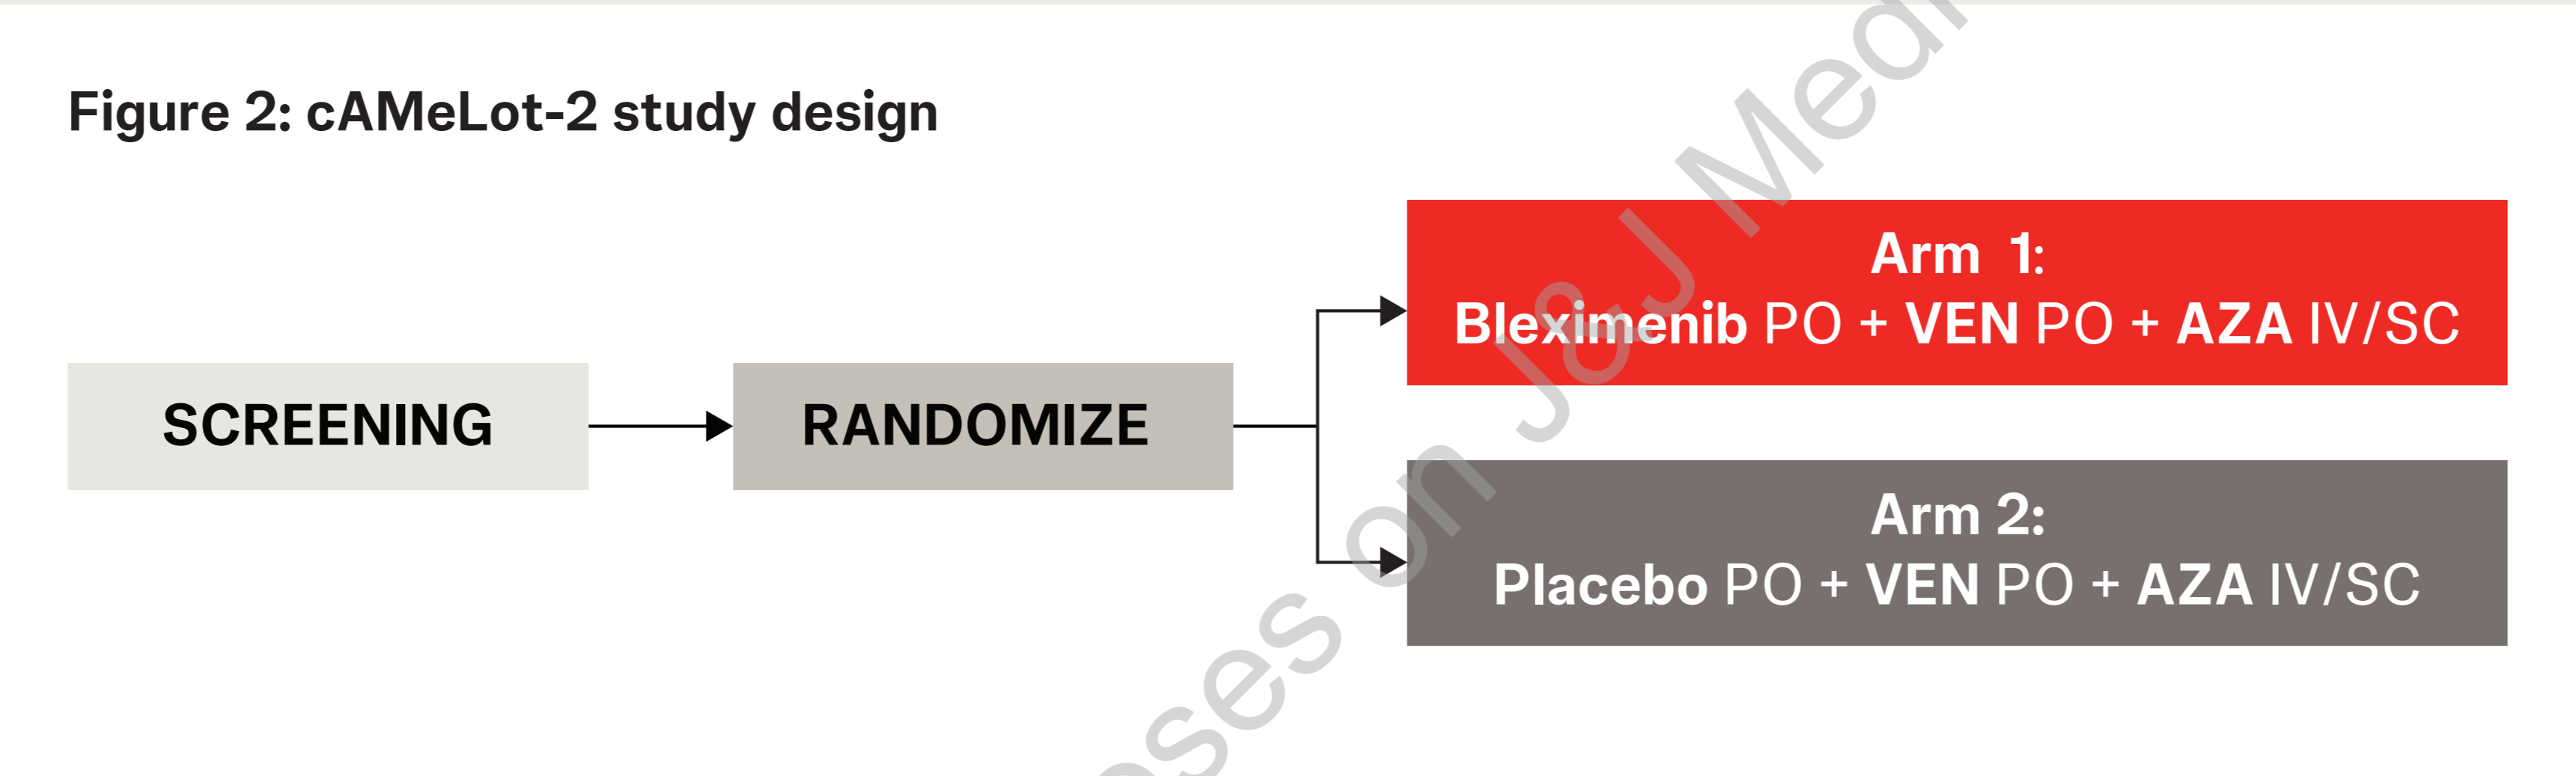 Figure 2: cAMeLot-2 study design
SCREENING
RANDOMIZE
Arm 1:
Bleximenib PO + VEN PO + AZA IV/SC
Arm 2:
Placebo PO + VEN PO + AZA IV/SC
on J&J